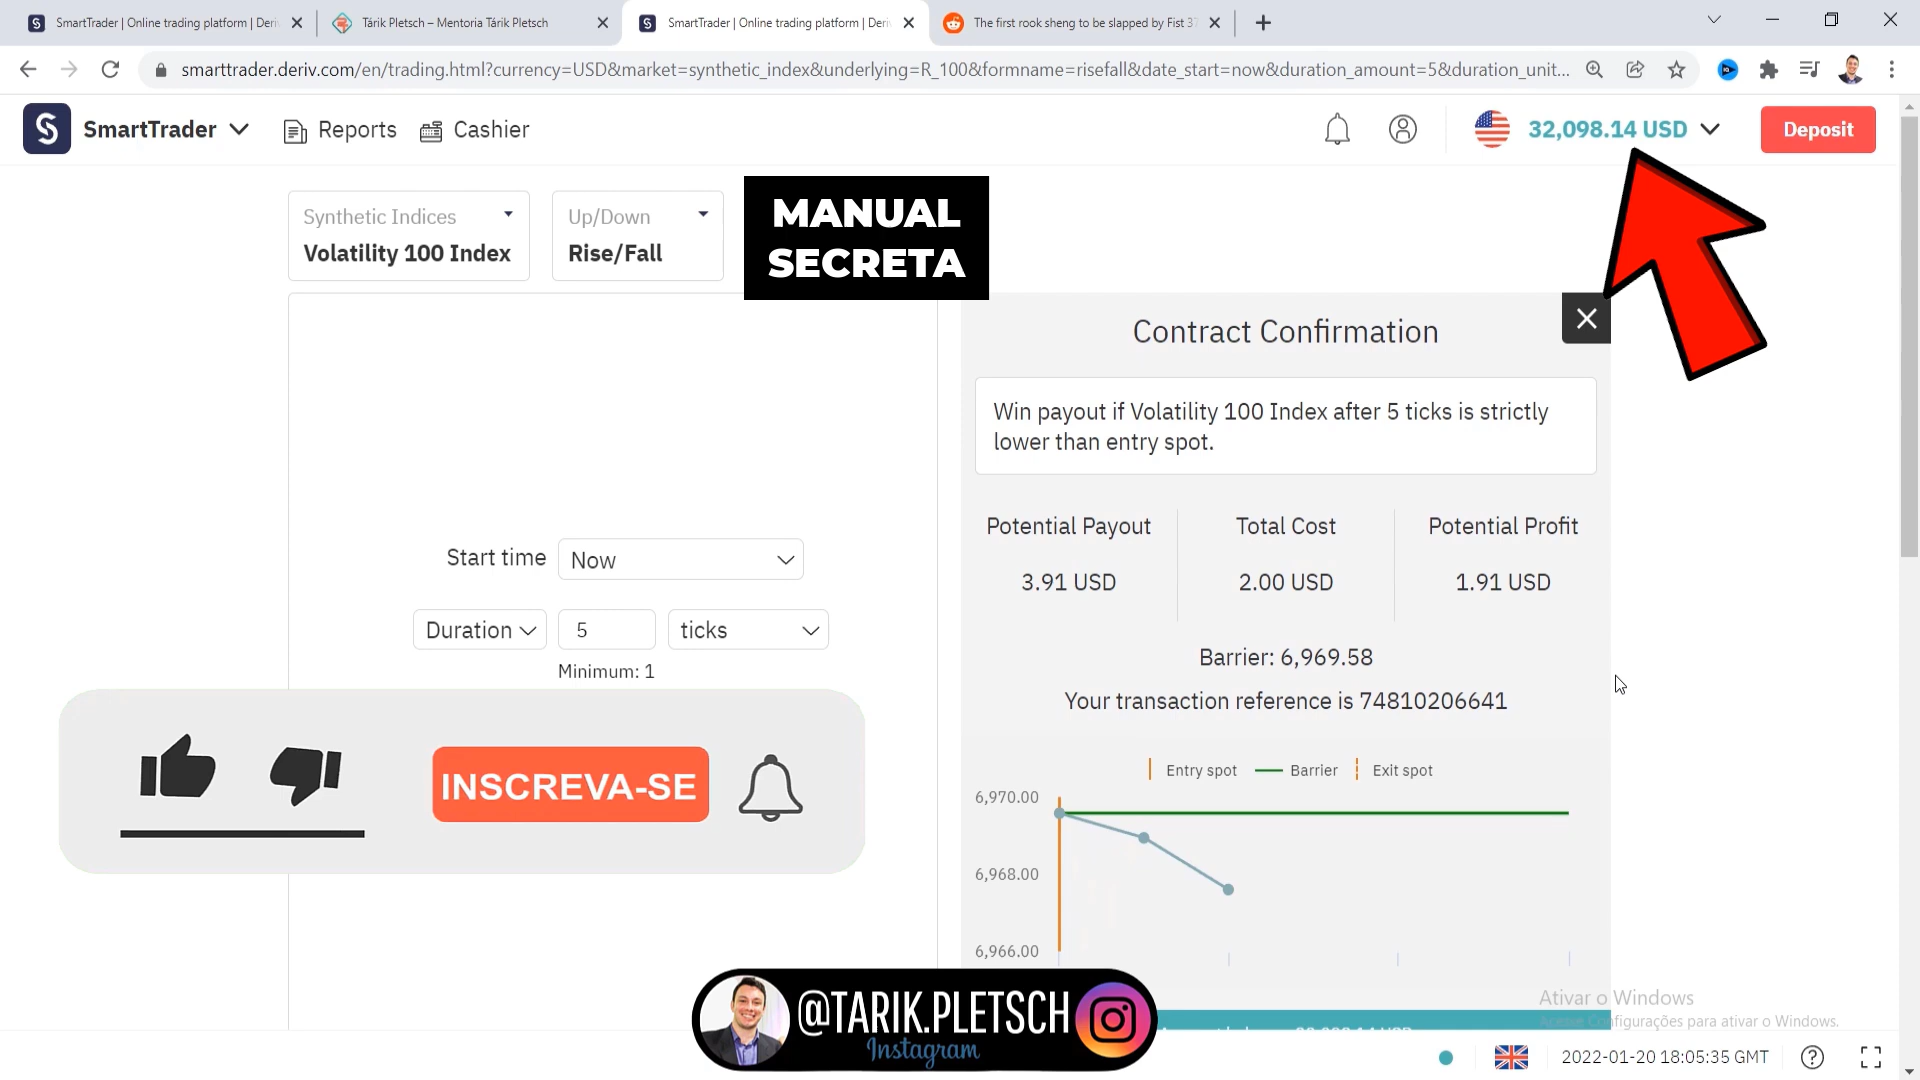 SmartTrader | Online trading platform | Deri
Tárik Pletsch – Mentoria Tárik Pletsch
SmartTrader | Online trading platform | Deri
The first rook sheng to be slapped by Fist 37
smarttrader.deriv.com/en/trading.html?currency=USD&market=synthetic_index&underlying=R_100&formname=risefall&date_start=now&duration_amount=5&duration_unit...
SmartTrader
Reports
Cashier
32,098.14 USD
Deposit
Synthetic Indices
Volatility 100 Index
Up/Down
Rise/Fall
MANUAL
SECRETA
Contract Confirmation
Win payout if Volatility 100 Index after 5 ticks is strictly
lower than entry spot.
Potential Payout
Total Cost
Potential Profit
3.91 USD
2.00 USD
1.91 USD
Barrier: 6,969.58
Your transaction reference is 74810206641
Start time
Now
Duration
5
ticks
Minimum: 1
INSCREVA-SE
Entry spot
Barrier
Exit spot
6,970.00
6,968.00
6,966.00
@TARIK.PLETSCH
Instagram
Ativar o Windows
Acesse Configurações para ativar o Windows.
2022-01-20 18:05:35 GMT